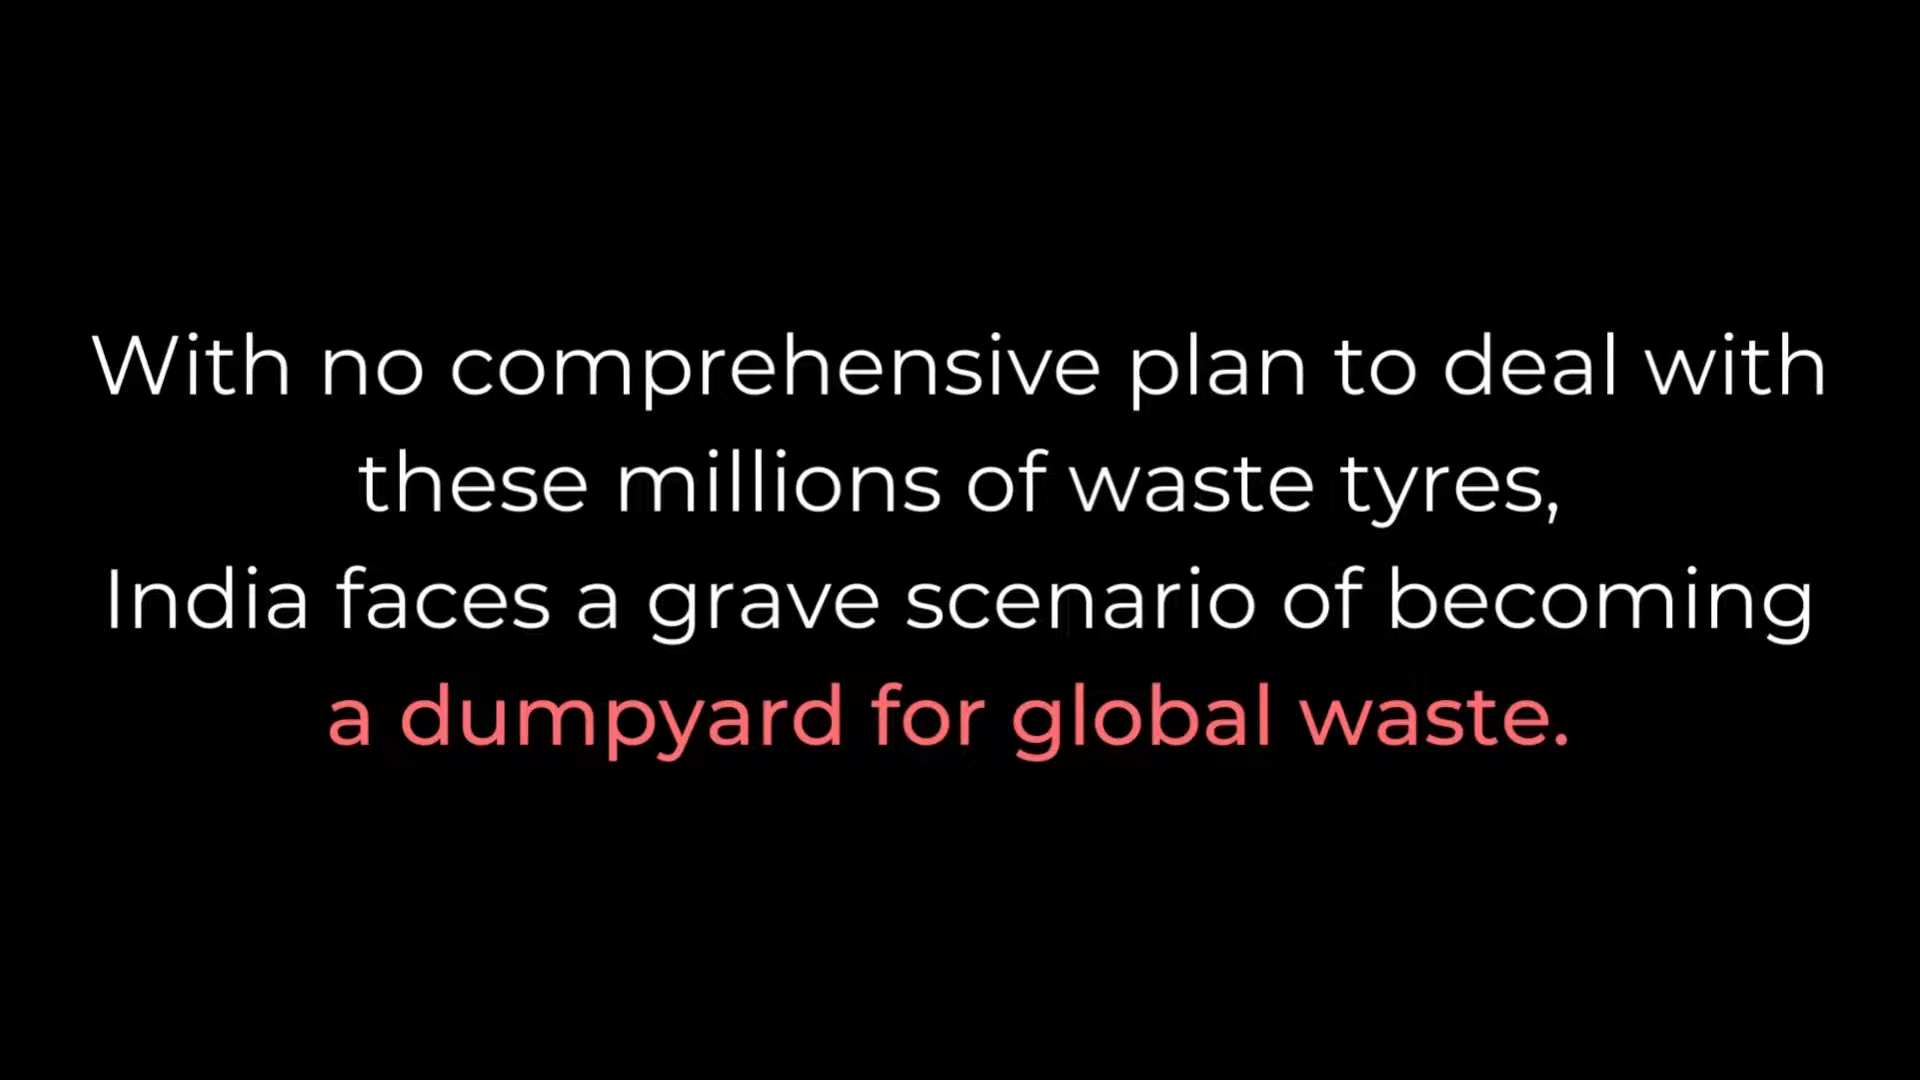 With no comprehensive plan to deal with
these millions of waste tyres,
India faces a grave scenario of becoming
a dumpyard for global waste.